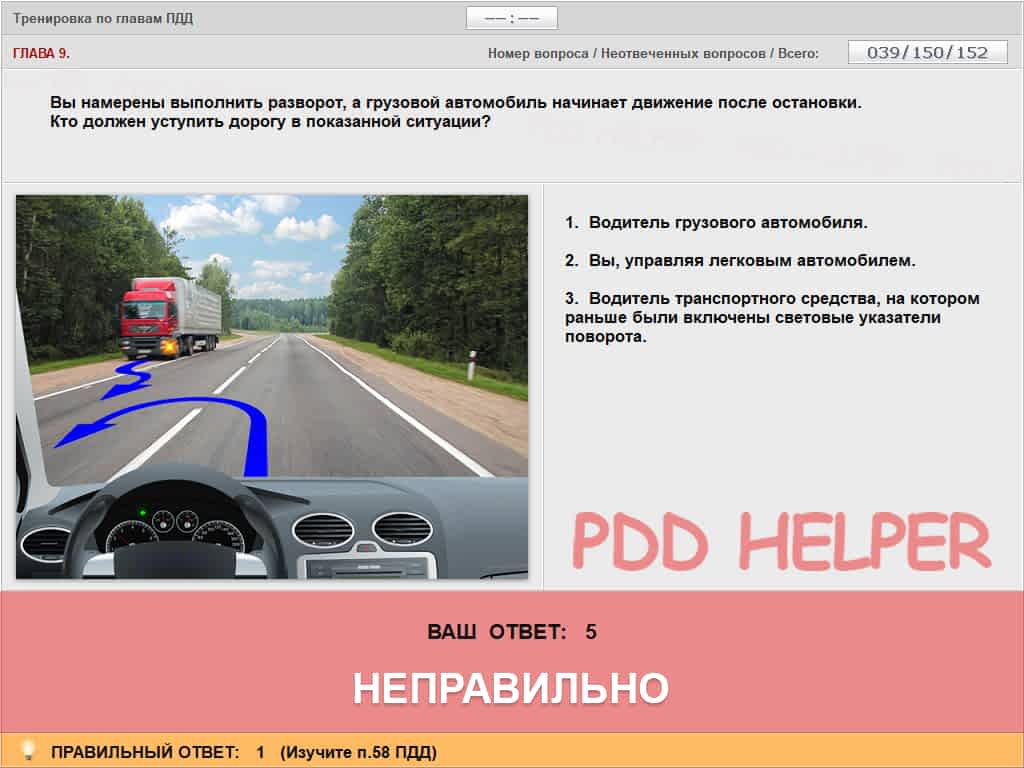 Тренировка по главам ПДД
—— : ——
ГЛАВА 9.
Номер вопроса / Неотвеченных вопросов / Всего:
039/150/152
Вы намерены выполнить разворот, а грузовой автомобиль начинает движение после остановки.
Кто должен уступить дорогу в показанной ситуации?
1. Водитель грузового автомобиля.
2. Вы, управляя легковым автомобилем.
3. Водитель транспортного средства, на котором
раньше были включены световые указатели
поворота.
PDD HELPER
ВАШ ОТВЕТ: 5
НЕПРАВИЛЬНО
ПРАВИЛЬНЫЙ ОТВЕТ: 1 (Изучите п.58 ПДД)